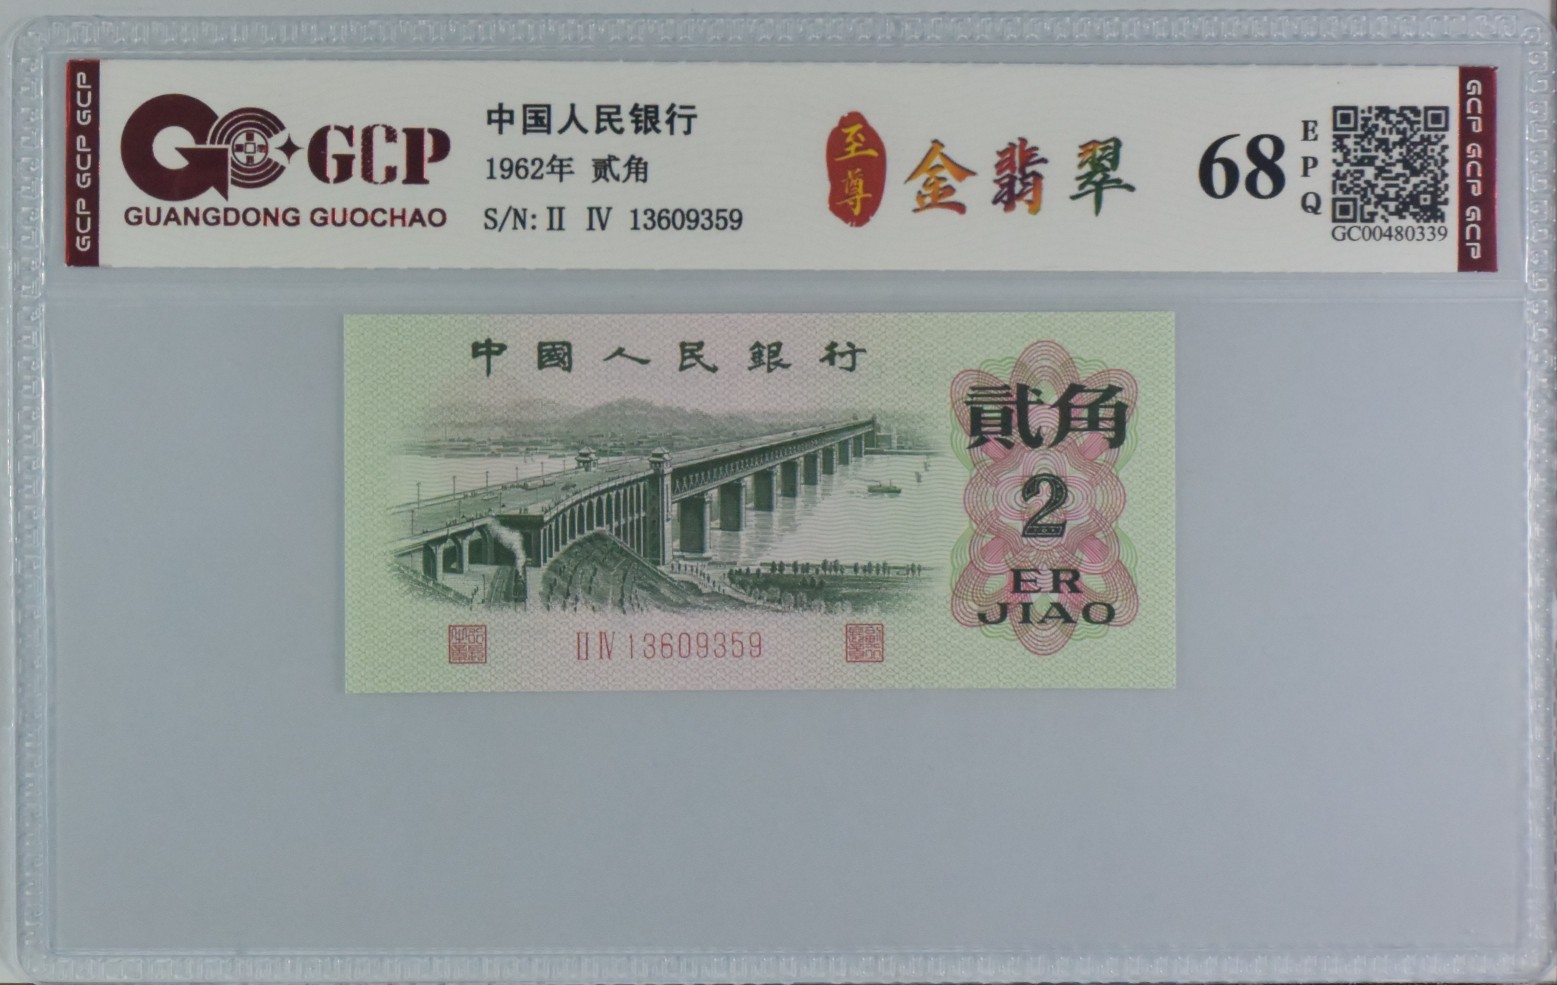 GCP GCP GCP
GCP
GUANGDONG GUOCHAO
中国人民银行
1962年 贰角
S/N: II IV 13609359
至尊
金翡翠
68
EPQ
GC00480339
GCP GCP GCP
中國人民銀行
貳角
2
ER
JIAO
II IV 13609359